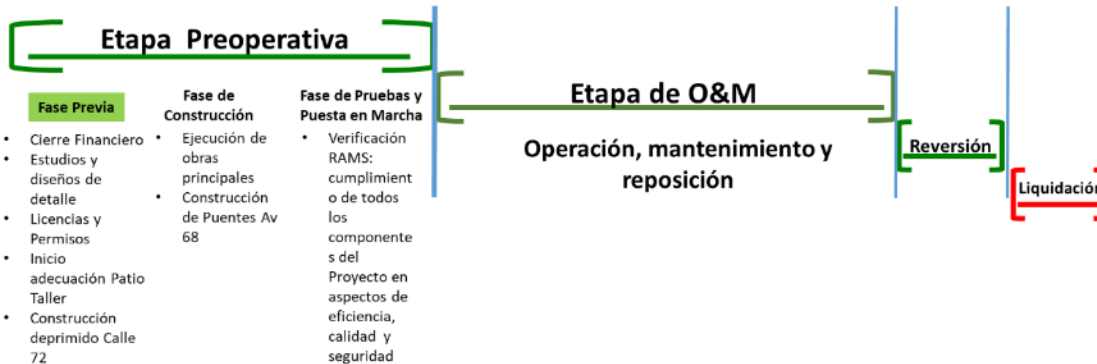 Etapa Preoperativa
Fase Previa
• Cierre Financiero
• Estudios y
diseños de
detalle
• Licencias y
Permisos
• Inicio
adecuación Patio
Taller
• Construcción
deprimido Calle
72
Fase de
Construcción
• Ejecución de
obras
principales
• Construcción
de Puentes Av
68
Fase de Pruebas y
Puesta en Marcha
• Verificación
RAMS:
cumplimient
o de todos
los
componente
s del
Proyecto en
aspectos de
eficiencia,
calidad y
seguridad
Etapa de O&M
Operación, mantenimiento y
reposición
Reversión
Liquidación